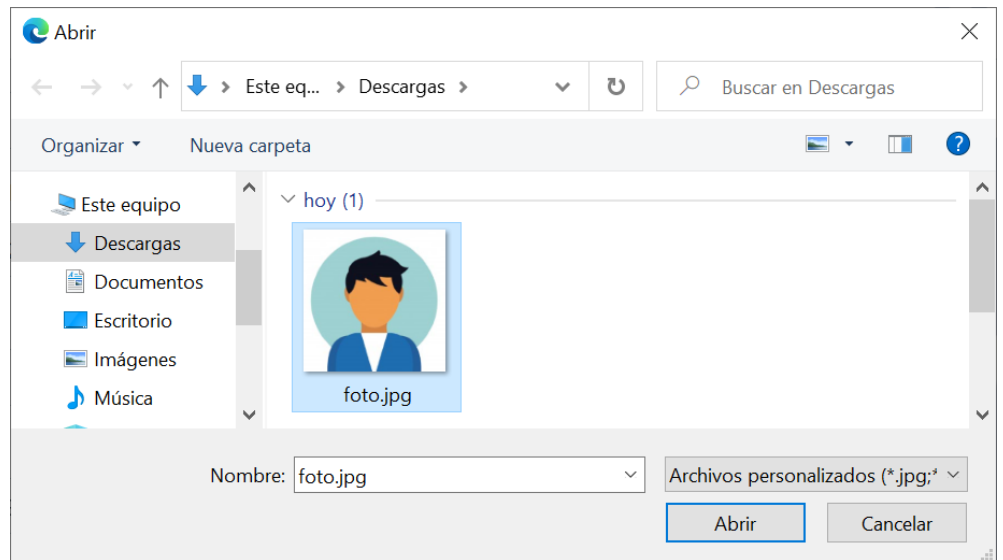 Abrir
Este eq... Descargas
Buscar en Descargas
Organizar
Nueva carpeta
Este equipo
Descargas
Documentos
Escritorio
Imágenes
Música
hoy (1)
foto.jpg
Nombre: foto.jpg
Archivos personalizados (*.jpg;*
Abrir
Cancelar